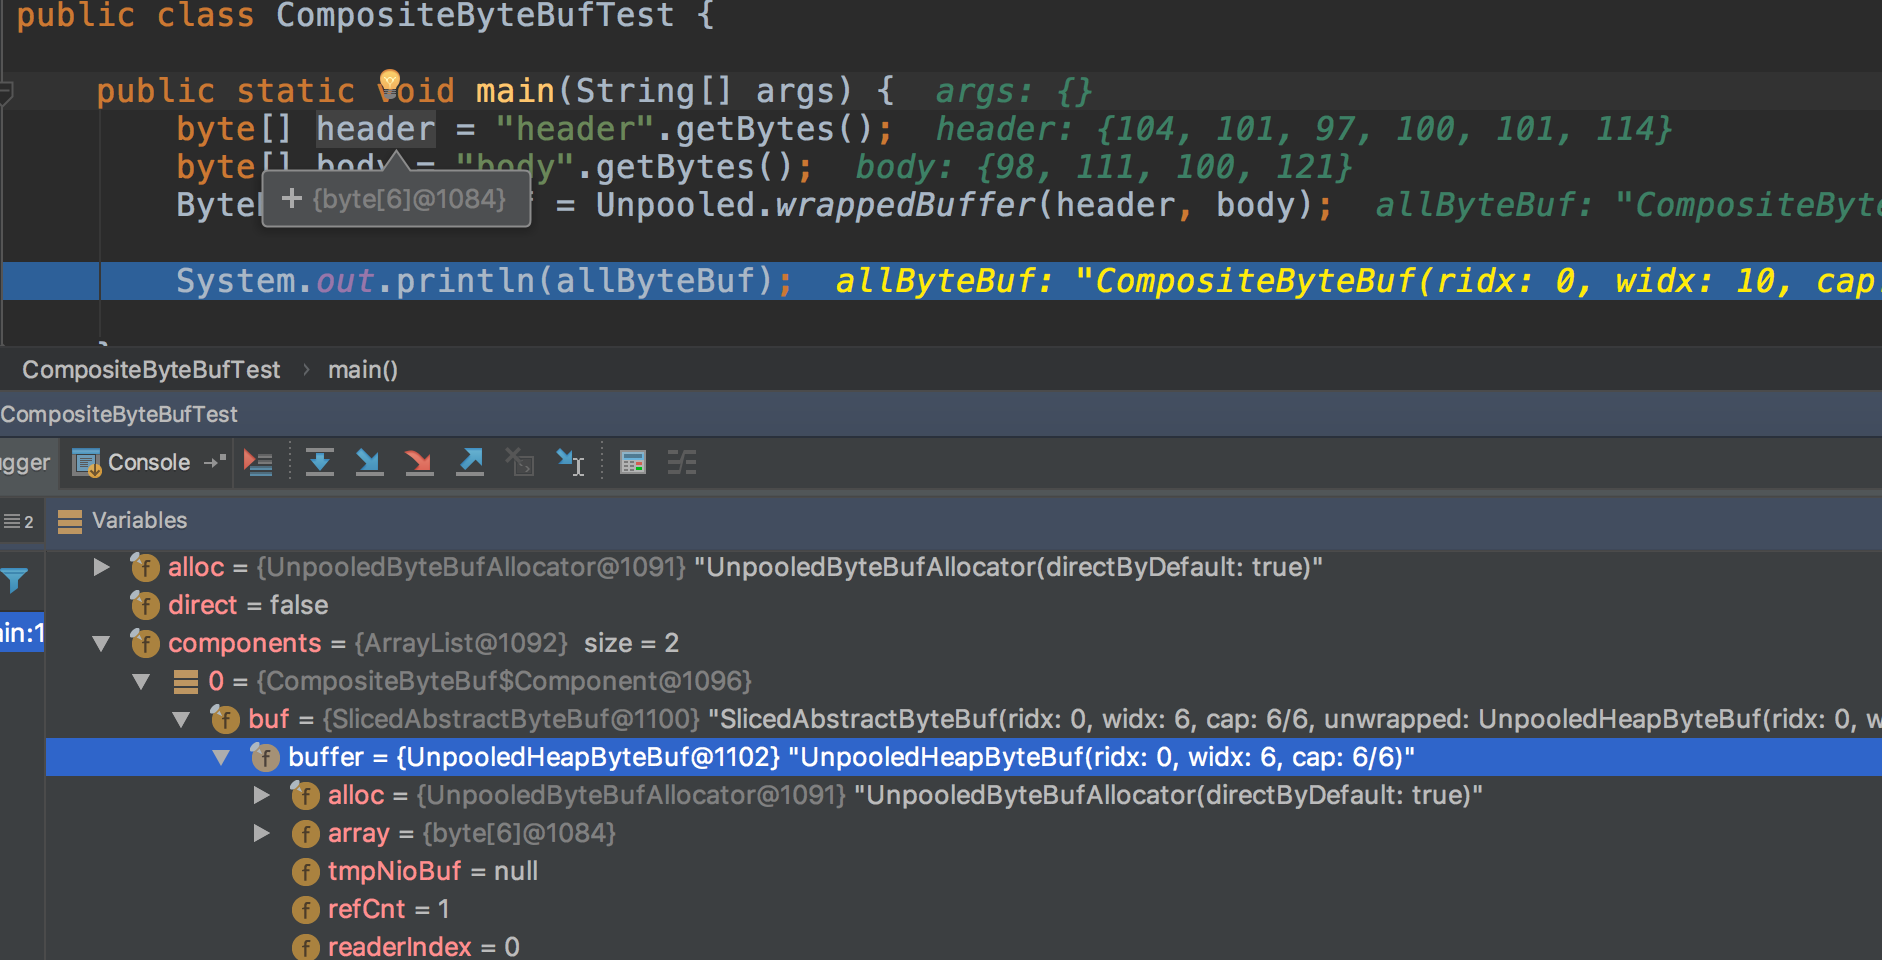 public class CompositeByteBufTest {
public static void main(String[] args) { args: {}
byte[] header = "header".getBytes(); header: {104, 101, 97, 100, 101, 114}
byte[] body = "body".getBytes(); body: {98, 111, 100, 121}
{byte[6]@1084}
= Unpooled.wrappedBuffer(header, body); allByteBuf: "CompositeByte
System.out.println(allByteBuf); allByteBuf: "CompositeByteBuf(ridx: 0, widx: 10, cap:
CompositeByteBufTest › main()
CompositeByteBufTest
gger Console
2 Variables
alloc = {UnpooledByteBufAllocator@1091} "UnpooledByteBufAllocator(directByDefault: true)"
direct = false
ain:1
components = {ArrayList@1092} size = 2
0 = {CompositeByteBuf$Component@1096}
buf = {SlicedAbstractByteBuf@1100} "SlicedAbstractByteBuf(ridx: 0, widx: 6, cap: 6/6, unwrapped: UnpooledHeapByteBuf(ridx: 0, w
buffer = {UnpooledHeapByteBuf@1102} "UnpooledHeapByteBuf(ridx: 0, widx: 6, cap: 6/6)"
alloc = {UnpooledByteBufAllocator@1091} "UnpooledByteBufAllocator(directByDefault: true)"
array = {byte[6]@1084}
tmpNioBuf = null
refCnt = 1
readerIndex = 0